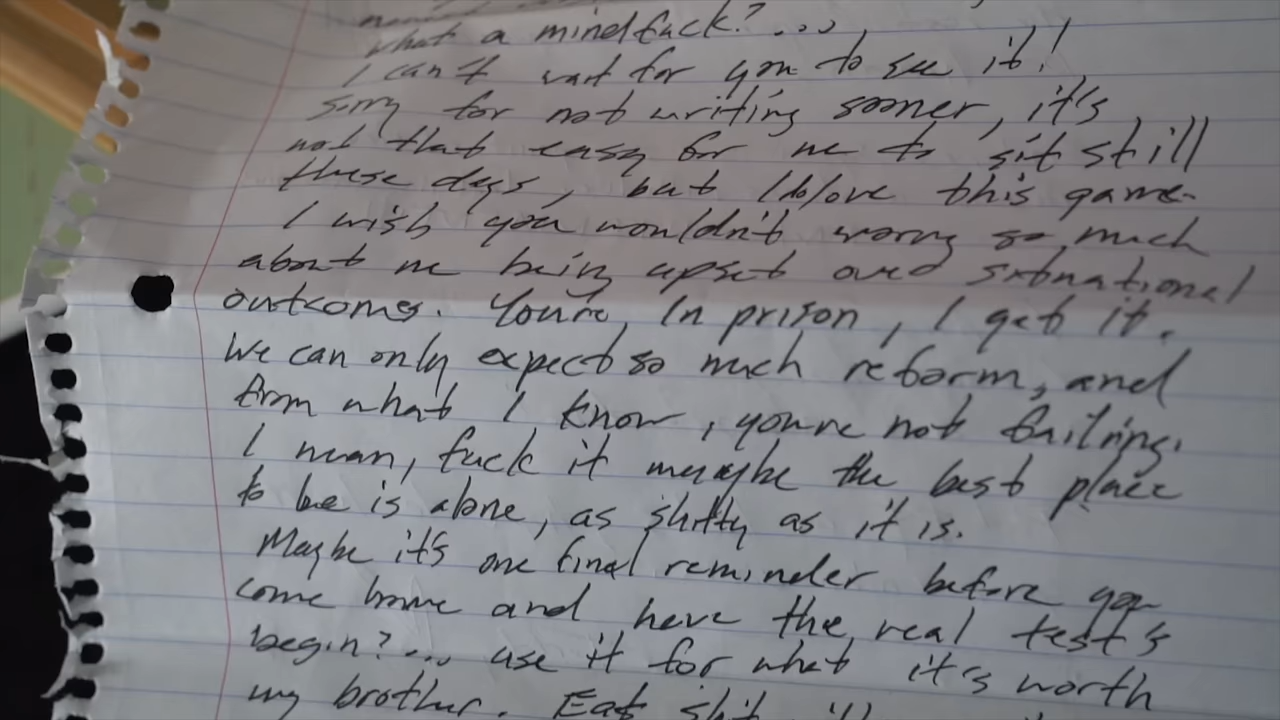 what a mindfuck?...,
I can't wait for you to see it!
Sorry for not writing sooner, it's
not that easy for me to sit still
these days, but I do love this game.
I wish you wouldn't worry so much
about me being upset over situational
outcomes. You're, In prison, I get it.
We can only expect so much reform, and
from what I know, you're not failing.
I mean, fuck it mayybe the best place
to be is alone, as shitty as it is.
Maybe it's one final reminder before you
come home and have the real test's
begin?... use it for what it's worth
my brother. Eat shit